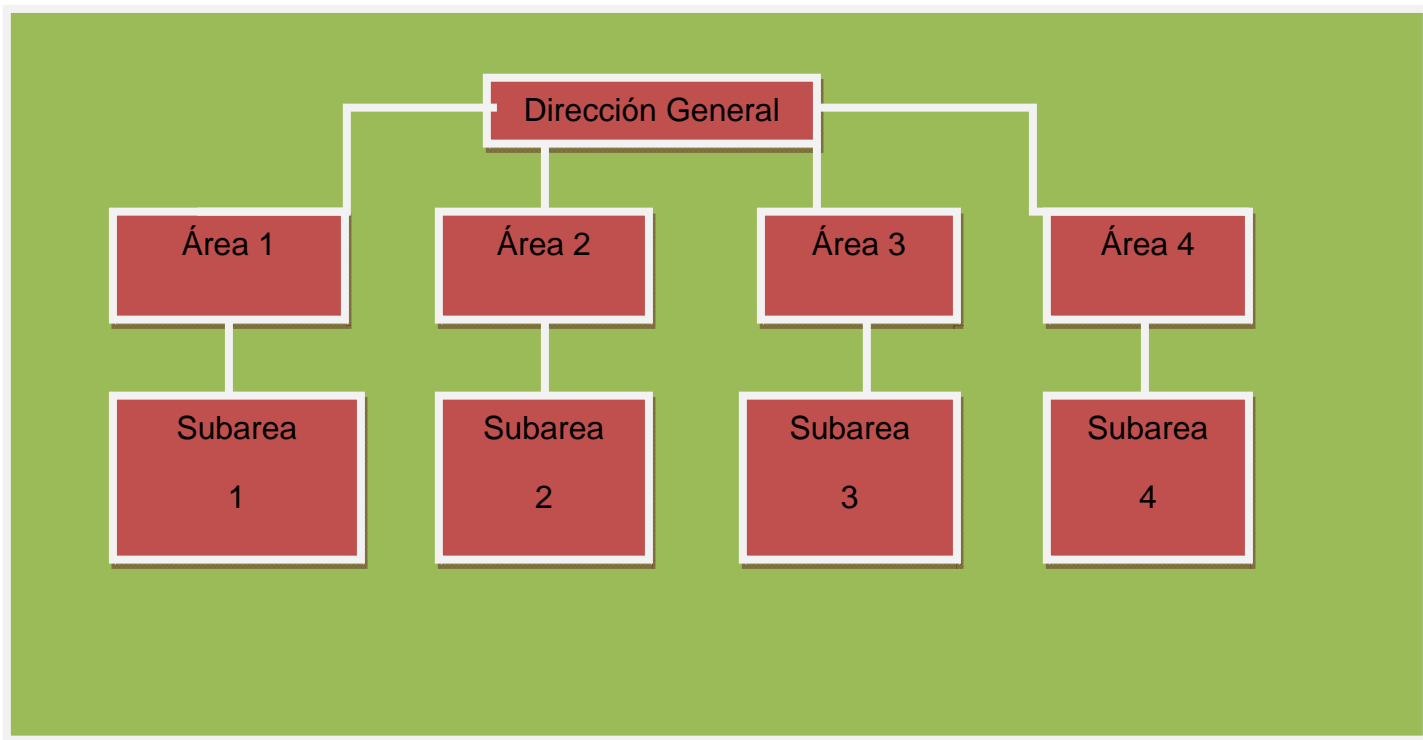 Dirección General
Área 1
Área 2
Área 3
Área 4
Subarea
1
Subarea
2
Subarea
3
Subarea
4